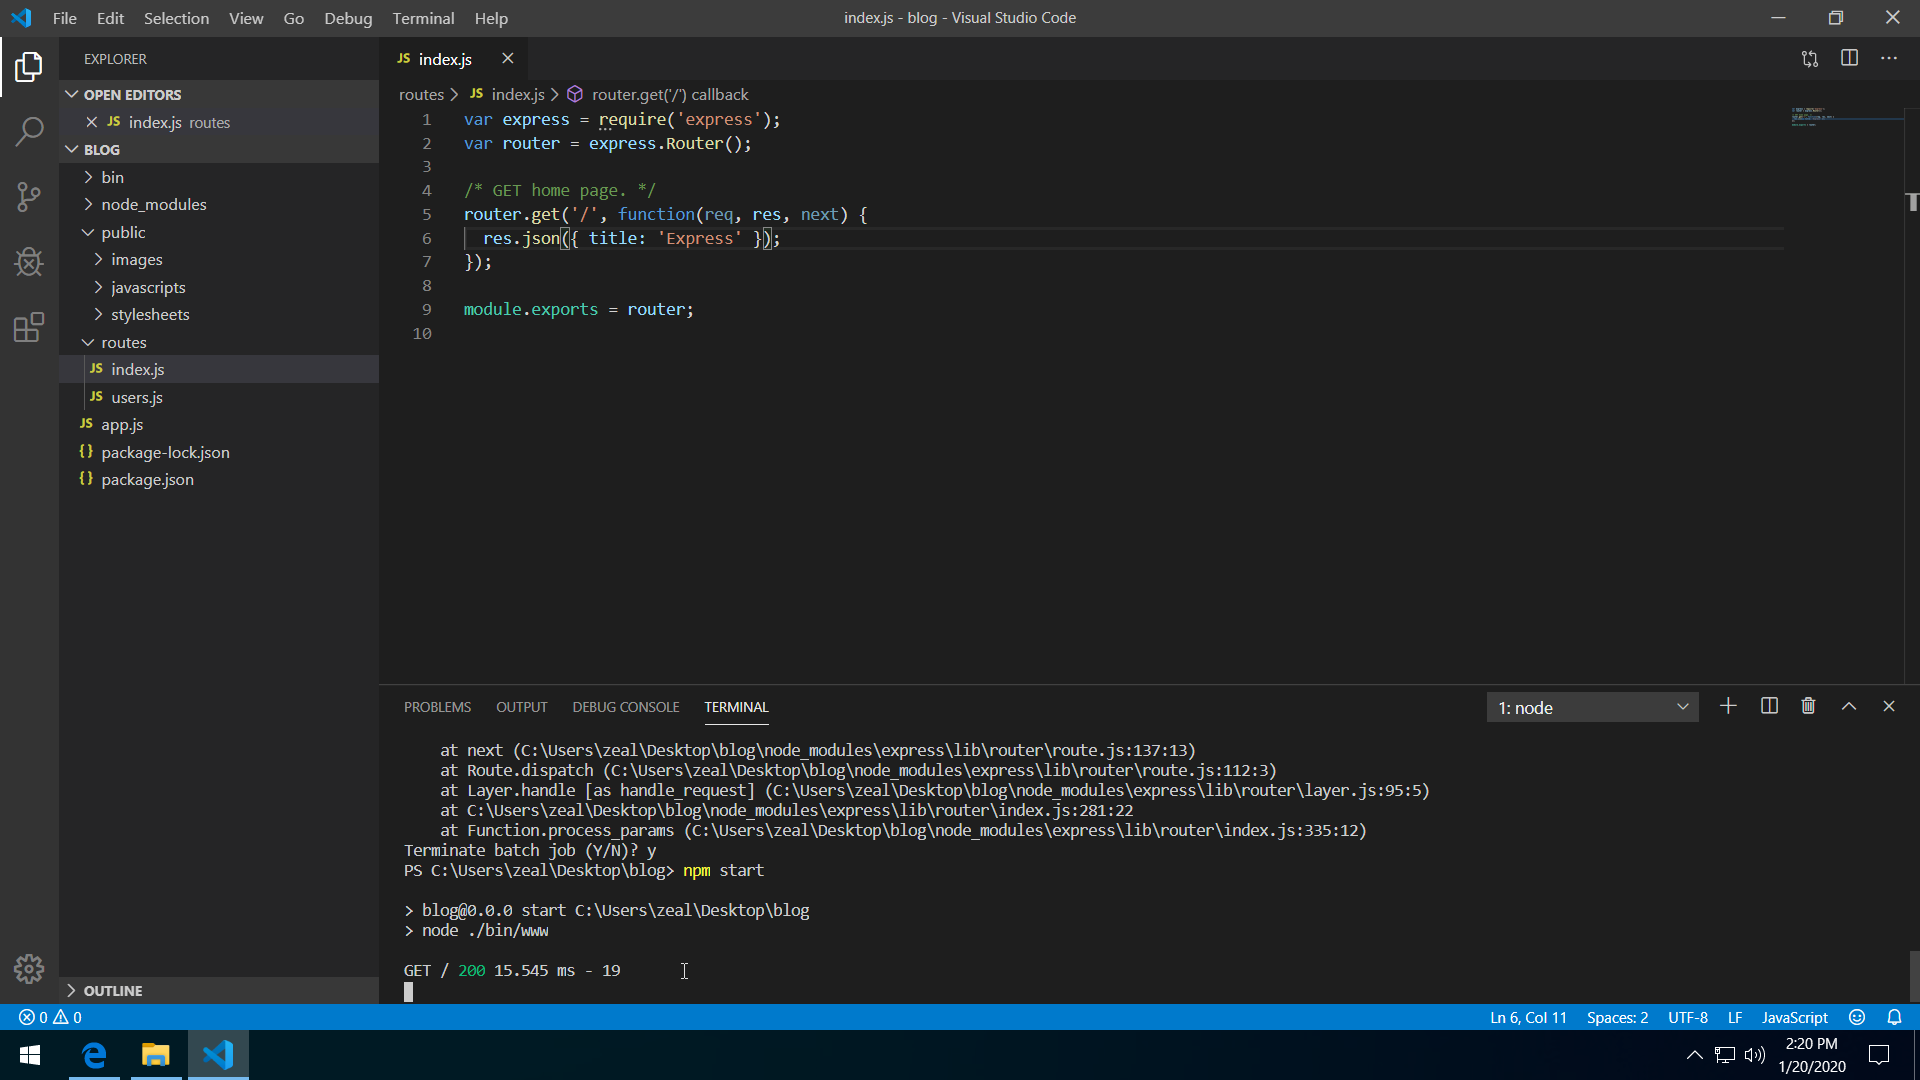 File Edit Selection View Go Debug Terminal Help
index.js - blog - Visual Studio Code
EXPLORER
OPEN EDITORS
JS index.js routes
BLOG
bin
node_modules
public
images
javascripts
stylesheets
routes
JS index.js
JS users.js
JS app.js
{} package-lock.json
{} package.json
OUTLINE
JS index.js
routes > JS index.js > router.get('/') callback
1 var express = require('express');
2 var router = express.Router();
3
4 /* GET home page. */
5 router.get('/', function(req, res, next) {
6 res.json({ title: 'Express' });
7 });
8
9 module.exports = router;
10
PROBLEMS OUTPUT DEBUG CONSOLE TERMINAL
1: node
at next (C:\Users\zeal\Desktop\blog\node_modules\express\lib\router\route.js:137:13)
at Route.dispatch (C:\Users\zeal\Desktop\blog\node_modules\express\lib\router\route.js:112:3)
at Layer.handle [as handle_request] (C:\Users\zeal\Desktop\blog\node_modules\express\lib\router\layer.js:95:5)
at C:\Users\zeal\Desktop\blog\node_modules\express\lib\router\index.js:281:22
at Function.process_params (C:\Users\zeal\Desktop\blog\node_modules\express\lib\router\index.js:335:12)
Terminate batch job (Y/N)? y
PS C:\Users\zeal\Desktop\blog> npm start
> blog@0.0.0 start C:\Users\zeal\Desktop\blog
> node ./bin/www
GET / 200 15.545 ms - 19
0 0
Ln 6, Col 11 Spaces: 2 UTF-8 LF JavaScript
2:20 PM
1/20/2020